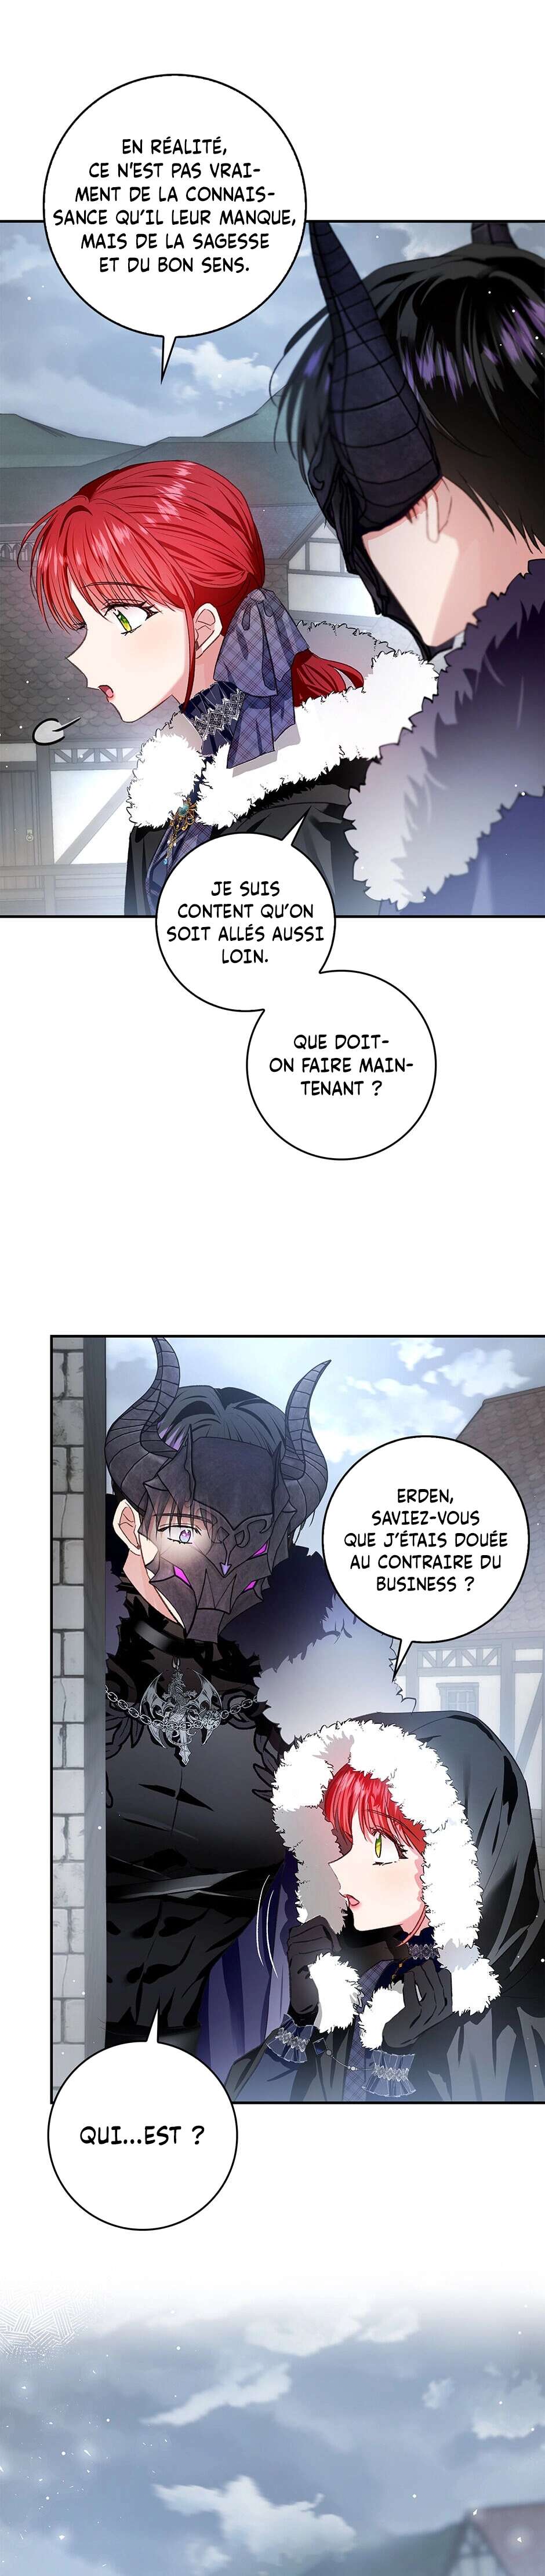 EN RÉALITÉ,
CE N'EST PAS VRAI-
MENT DE LA CONNAIS-
SANCE QU'IL LEUR MANQUE,
MAIS DE LA SAGESSE
ET DU BON SENS.
JE SUIS
CONTENT QU'ON
SOIT ALLÉS AUSSI
LOIN.
QUE DOIT-
ON FAIRE MAIN-
TENANT ?
ERDEN,
SAVIEZ-VOUS
QUE J'ÉTAIS DOUÉE
AU CONTRAIRE DU
BUSINESS ?
QUI...EST ?